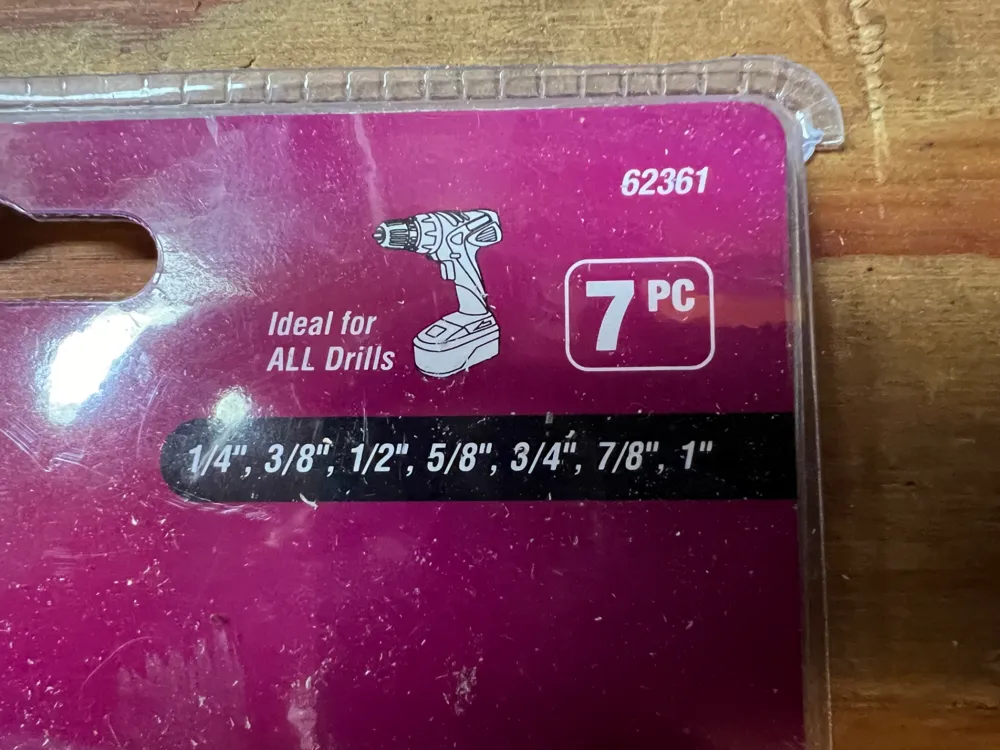 62361
7 PC
Ideal for
ALL Drills
1/4", 3/8", 1/2", 5/8", 3/4", 7/8", 1"